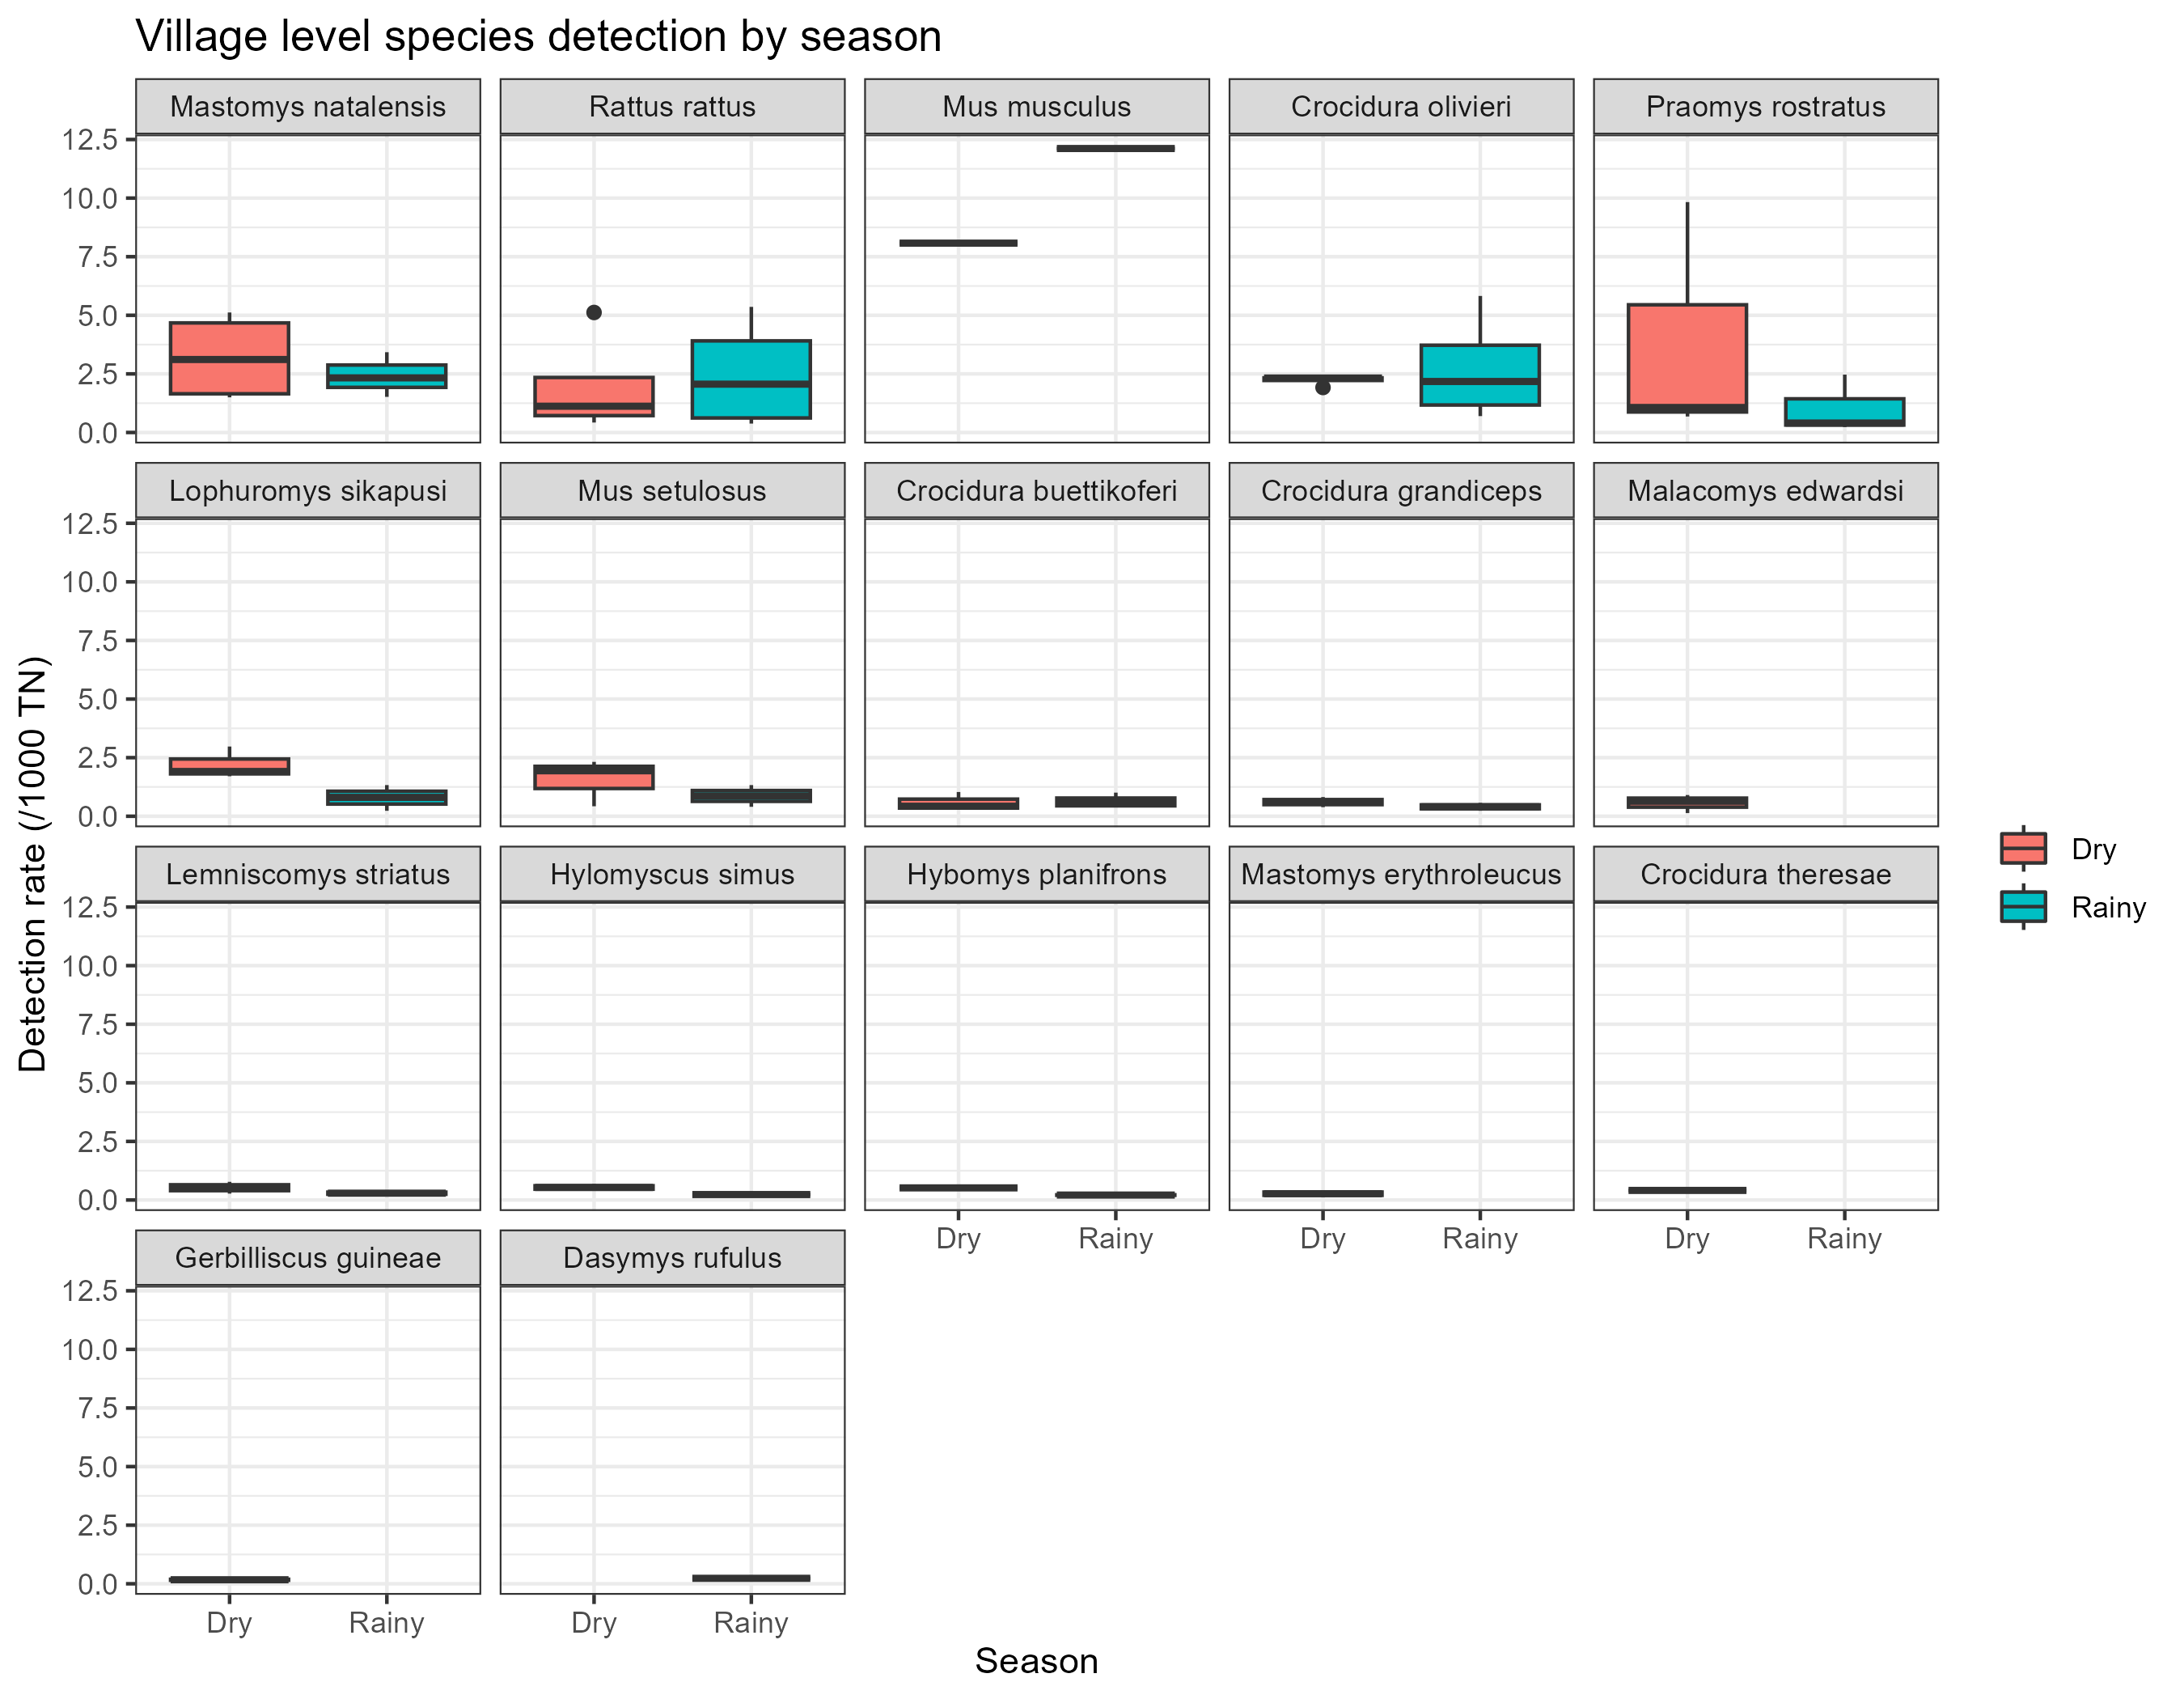 Village level species detection by season
Mastomys natalensis
Rattus rattus
Mus musculus
Crocidura olivieri
Praomys rostratus
12.5
10.0
7.5
5.0
2.5
0.0
Lophuromys sikapusi
Mus setulosus
Crocidura buettikoferi
Crocidura grandiceps
Malacomys edwardsi
12.5
10.0
7.5
5.0
2.5
0.0
Lemniscomys striatus
Hylomyscus simus
Hybomys planifrons
Mastomys erythroleucus
Crocidura theresae
12.5
10.0
7.5
5.0
2.5
0.0
Dry
Rainy
Dry
Rainy
Dry
Rainy
Gerbilliscus guineae
Dasymys rufulus
12.5
10.0
7.5
5.0
2.5
0.0
Dry
Rainy
Dry
Rainy
Season
Detection rate (/1000 TN)
Dry
Rainy